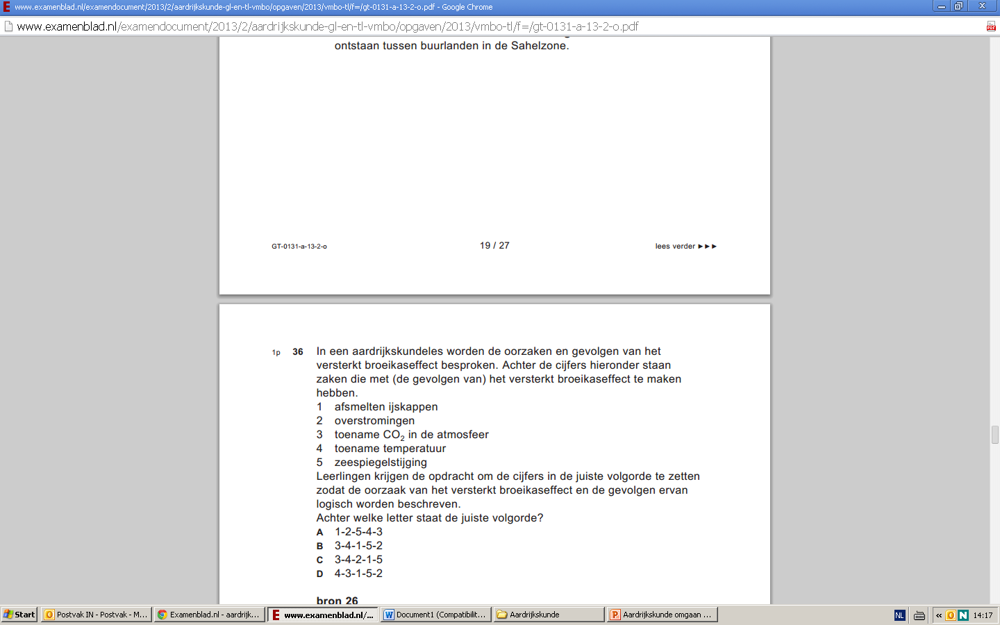 www.examenblad.nl/examendocument/2013/2/aardrijkskunde-gl-en-tl-vmbo/opgaven/2013/vmbo-tl/f=/gt-0131-a-13-2-o.pdf - Google Chrome
www.examenblad.nl/examendocument/2013/2/aardrijkskunde-gl-en-tl-vmbo/opgaven/2013/vmbo-tl/f=/gt-0131-a-13-2-o.pdf
ontstaan tussen buurlanden in de Sahelzone.
GT-0131-a-13-2-o 19 / 27 lees verder ►►►
1p 36 In een aardrijkskundeles worden de oorzaken en gevolgen van het
versterkt broeikaseffect besproken. Achter de cijfers hieronder staan
zaken die met (de gevolgen van) het versterkt broeikaseffect te maken
hebben.
1 afsmelten ijskappen
2 overstromingen
3 toename CO2 in de atmosfeer
4 toename temperatuur
5 zeespiegelstijging
Leerlingen krijgen de opdracht om de cijfers in de juiste volgorde te zetten
zodat de oorzaak van het versterkt broeikaseffect en de gevolgen ervan
logisch worden beschreven.
Achter welke letter staat de juiste volgorde?
A 1-2-5-4-3
B 3-4-1-5-2
C 3-4-2-1-5
D 4-3-1-5-2
bron 26
Start Postvak IN - Postvak - M... Examenblad.nl - aardrijk... www.examenblad.nl/... Document1 (Compatibilit... Aardrijkskunde Aardrijkskunde omgaan ... NL « 14:17